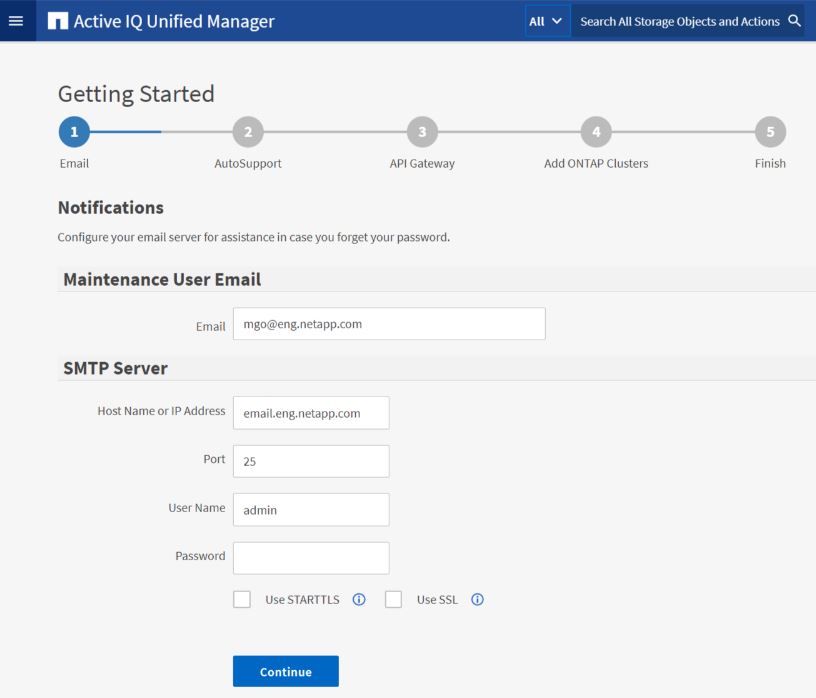 Active IQ Unified Manager
All
Search All Storage Objects and Actions
Getting Started
1 2 3 4 5
Email AutoSupport API Gateway Add ONTAP Clusters Finish
Notifications
Configure your email server for assistance in case you forget your password.
Maintenance User Email
Email mgo@eng.netapp.com
SMTP Server
Host Name or IP Address email.eng.netapp.com
Port 25
User Name admin
Password
Use STARTTLS Use SSL
Continue